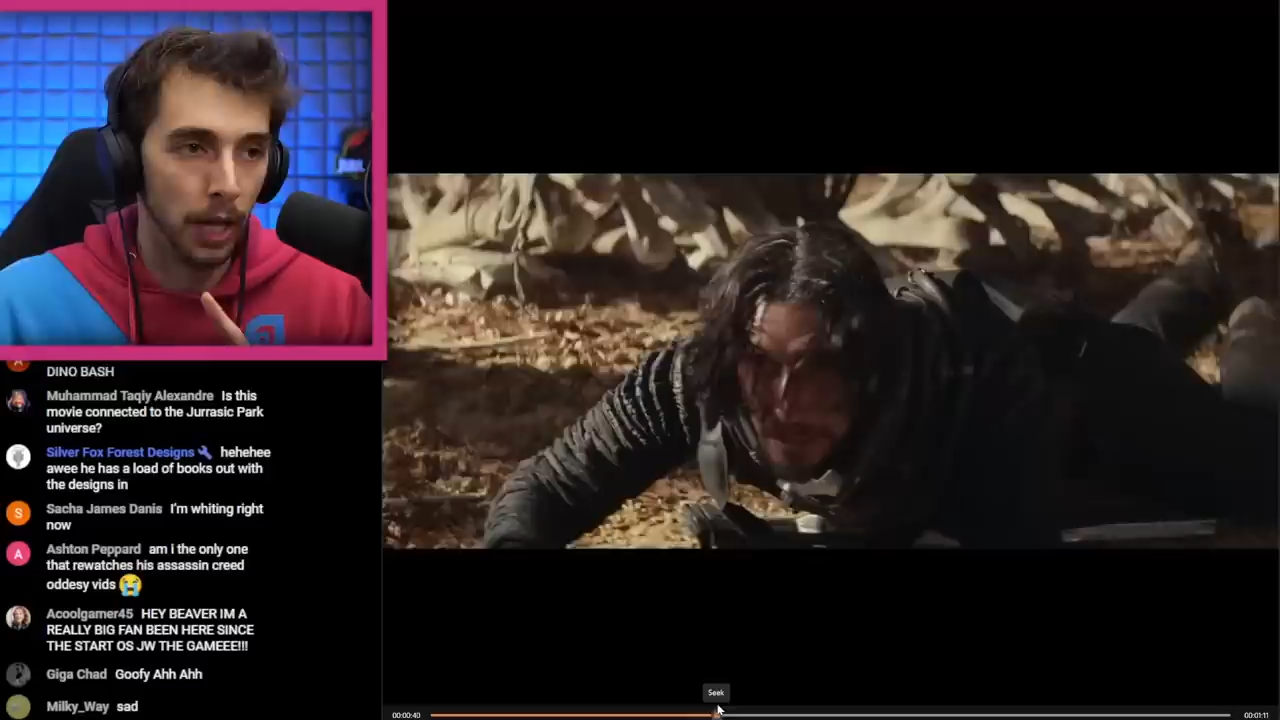 DINO BASH
Muhammad Taqiy Alexandre Is this
movie connected to the Jurrasic Park
universe?
Silver Fox Forest Designs hehehee
awee he has a load of books out with
the designs in
S
Sacha James Danis I'm whiting right
now
A
Ashton Peppard am i the only one
that rewatches his assassin creed
oddesy vids 😭
Acoolgamer45 HEY BEAVER IM A
REALLY BIG FAN BEEN HERE SINCE
THE START OS JW THE GAMEEE!!!
Giga Chad Goofy Ahh Ahh
Milky_Way sad
Seek
00:00:40
00:01:11